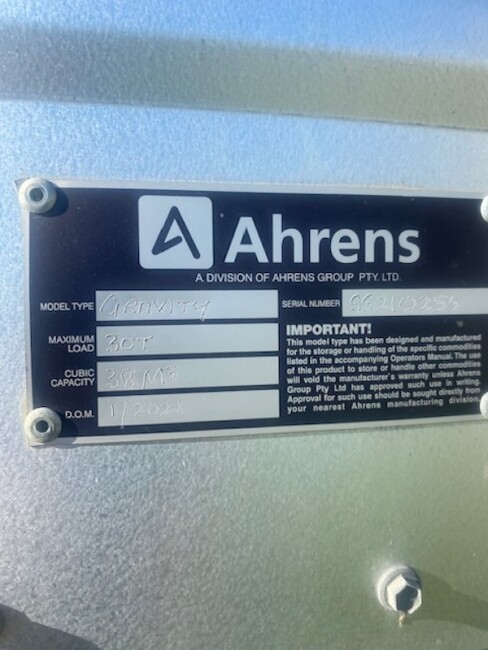 Ahrens
A DIVISION OF AHRENS GROUP PTY. LTD.
MODEL TYPE GRAVITY
SERIAL NUMBER
MAXIMUM LOAD 30T
CUBIC CAPACITY 38 M³
D.O.M.
IMPORTANT!
This model type has been designed and manufactured
for the storage or handling of the specific commodities
listed in the accompanying Operators Manual. The use
of this product to store or handle other commodities
will void the manufacturer's warranty unless Ahrens
Group Pty Ltd has approved such use in writing.
Approval for such use should be sought directly from
your nearest Ahrens manufacturing division.